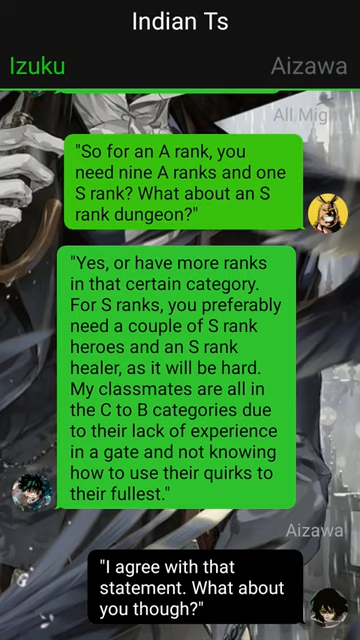 Indian Ts
Izuku
Aizawa
All Might
"So for an A rank, you
need nine A ranks and one
S rank? What about an S
rank dungeon?"
"Yes, or have more ranks
in that certain category.
For S ranks, you preferably
need a couple of S rank
heroes and an S rank
healer, as it will be hard.
My classmates are all in
the C to B categories due
to their lack of experience
in a gate and not knowing
how to use their quirks to
their fullest."
Aizawa
"I agree with that
statement. What about
you though?"